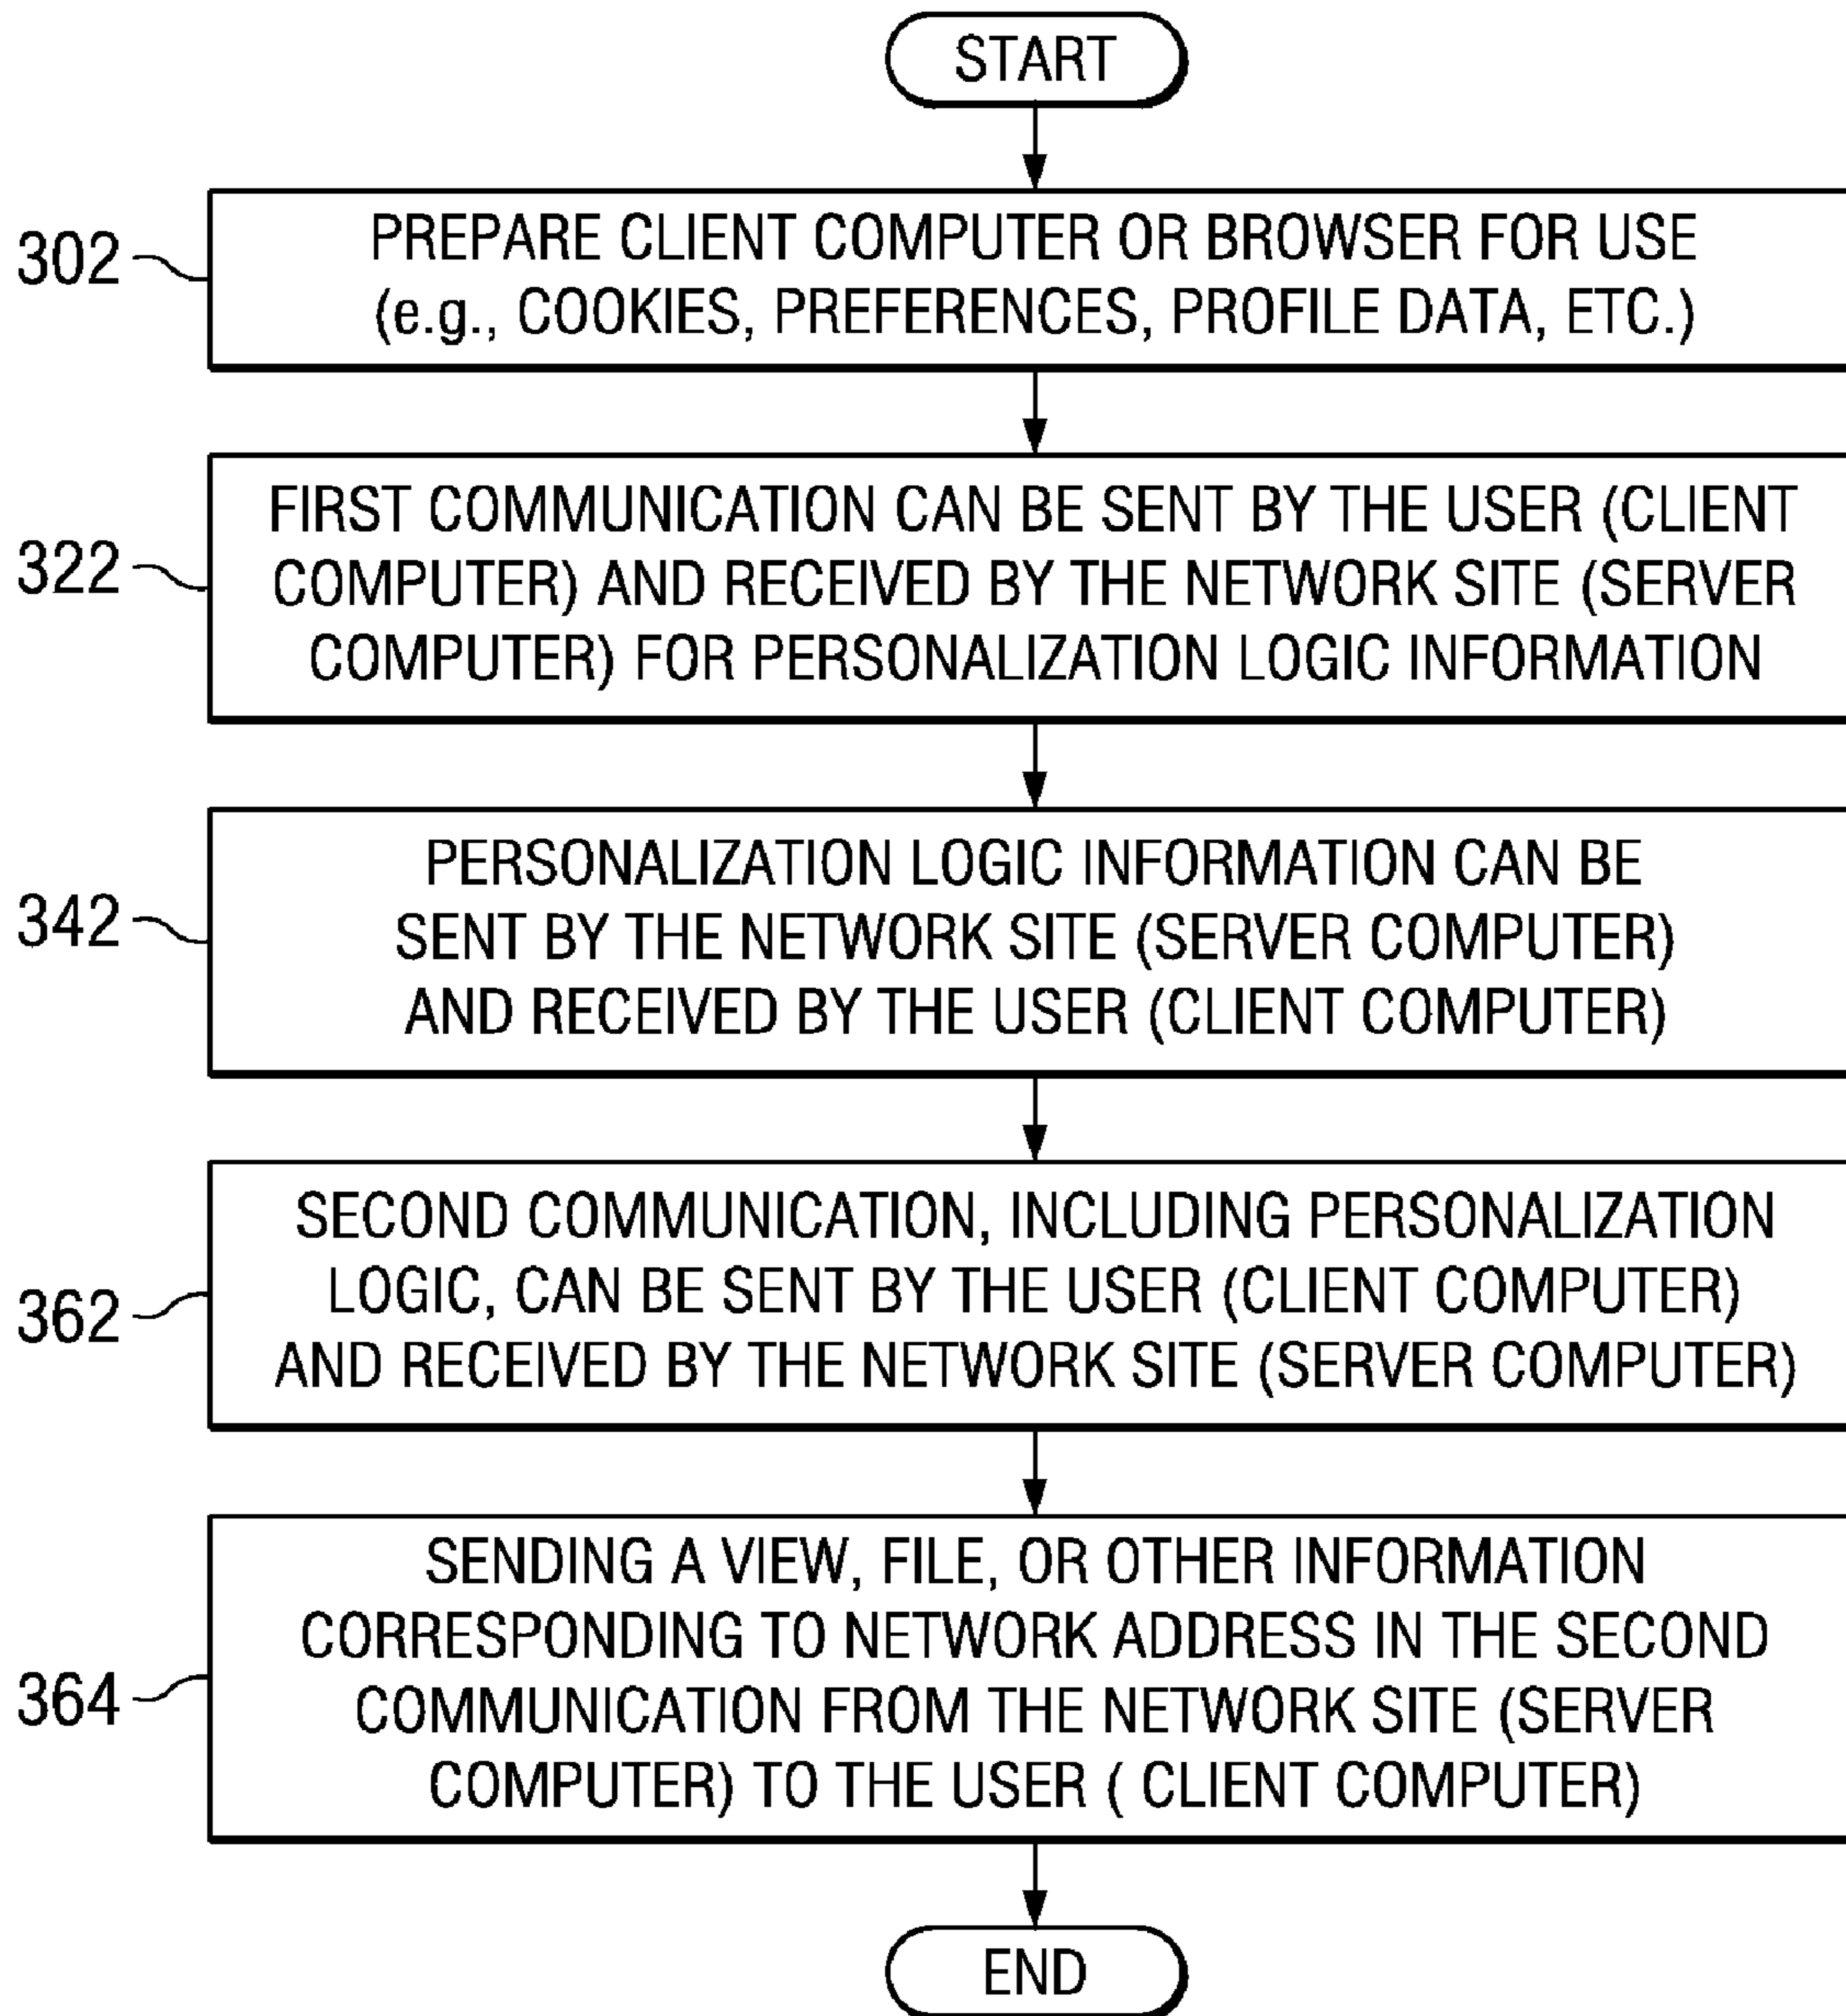 START
302
PREPARE CLIENT COMPUTER OR BROWSER FOR USE
(e.g., COOKIES, PREFERENCES, PROFILE DATA, ETC.)
322
FIRST COMMUNICATION CAN BE SENT BY THE USER (CLIENT
COMPUTER) AND RECEIVED BY THE NETWORK SITE (SERVER
COMPUTER) FOR PERSONALIZATION LOGIC INFORMATION
342
PERSONALIZATION LOGIC INFORMATION CAN BE
SENT BY THE NETWORK SITE (SERVER COMPUTER)
AND RECEIVED BY THE USER (CLIENT COMPUTER)
362
SECOND COMMUNICATION, INCLUDING PERSONALIZATION
LOGIC, CAN BE SENT BY THE USER (CLIENT COMPUTER)
AND RECEIVED BY THE NETWORK SITE (SERVER COMPUTER)
364
SENDING A VIEW, FILE, OR OTHER INFORMATION
CORRESPONDING TO NETWORK ADDRESS IN THE SECOND
COMMUNICATION FROM THE NETWORK SITE (SERVER
COMPUTER) TO THE USER ( CLIENT COMPUTER)
END